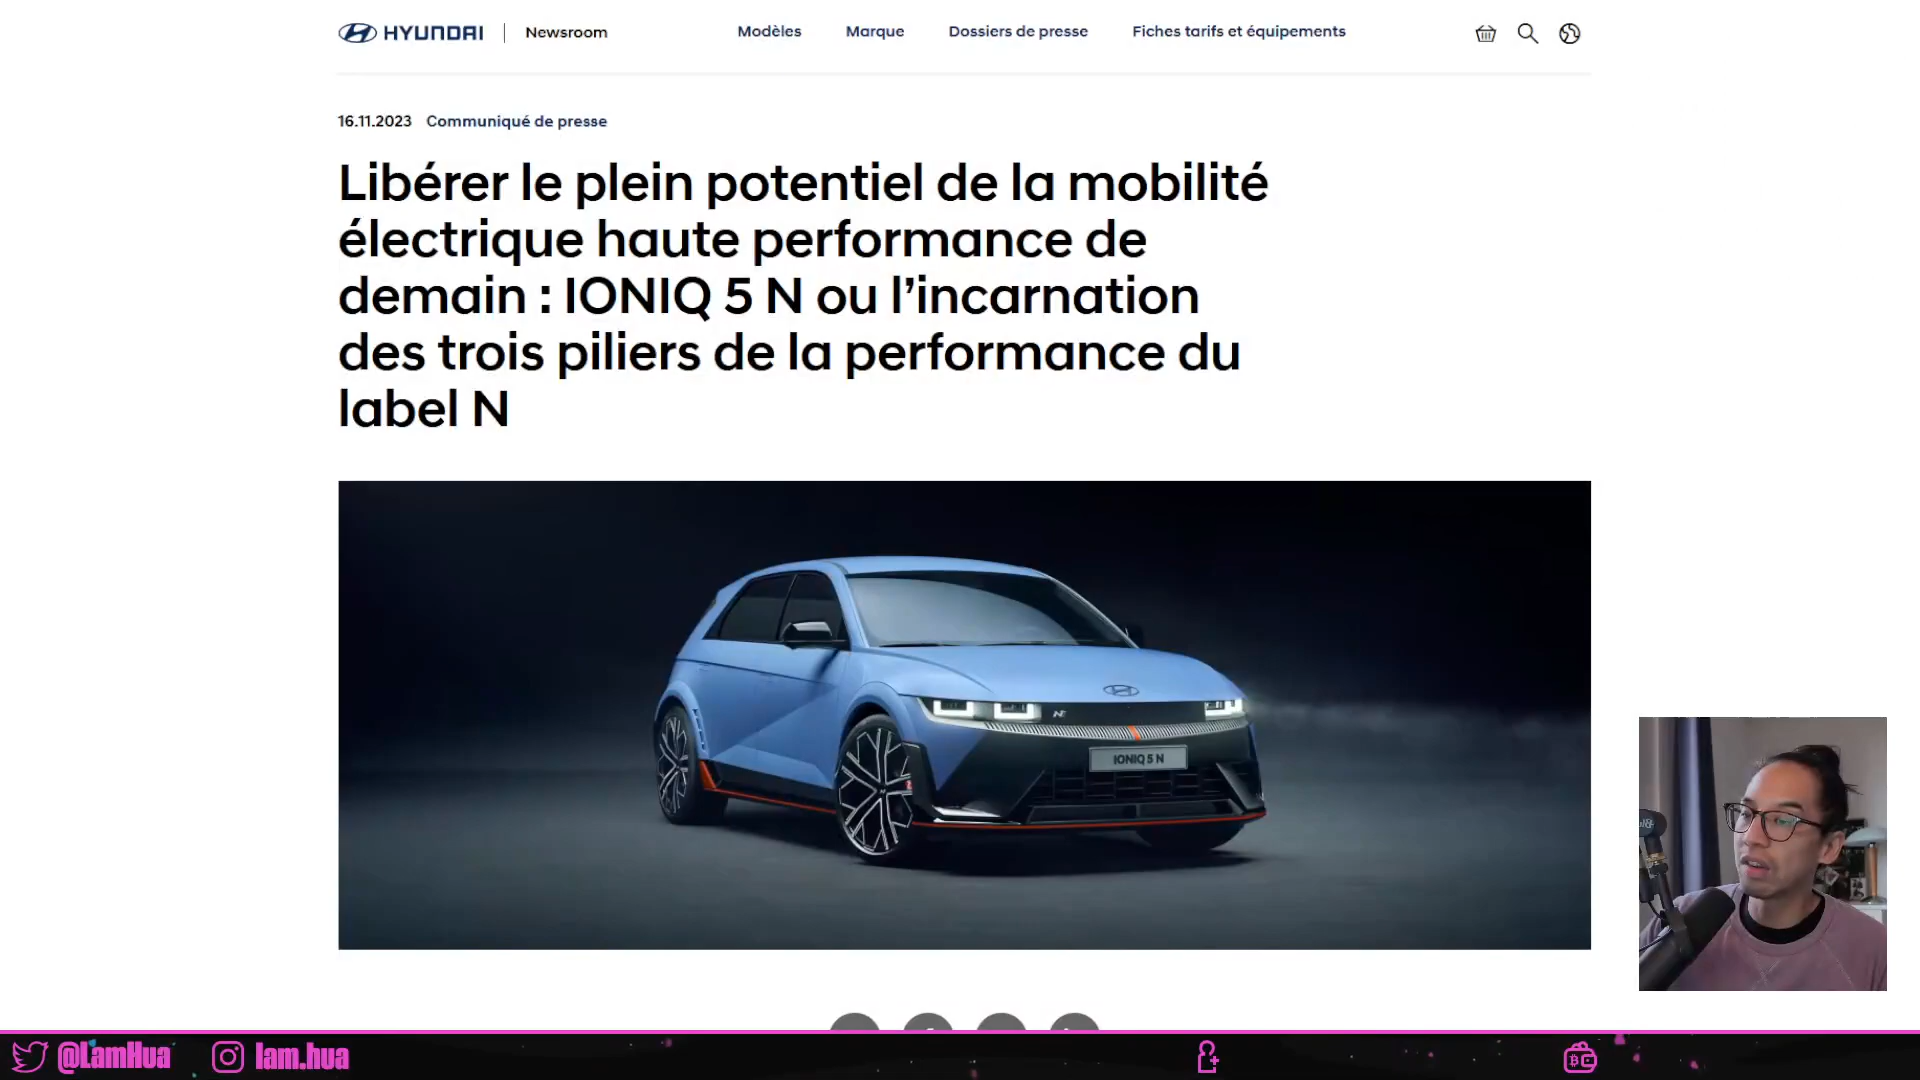 HYUNDAI
Newsroom
Modèles
Marque
Dossiers de presse
Fiches tarifs et équipements
16.11.2023 Communiqué de presse
Libérer le plein potentiel de la mobilité
électrique haute performance de
demain : IONIQ 5 N ou l’incarnation
des trois piliers de la performance du
label N
N
IONIQ 5 N
@LamHua
lam.hua